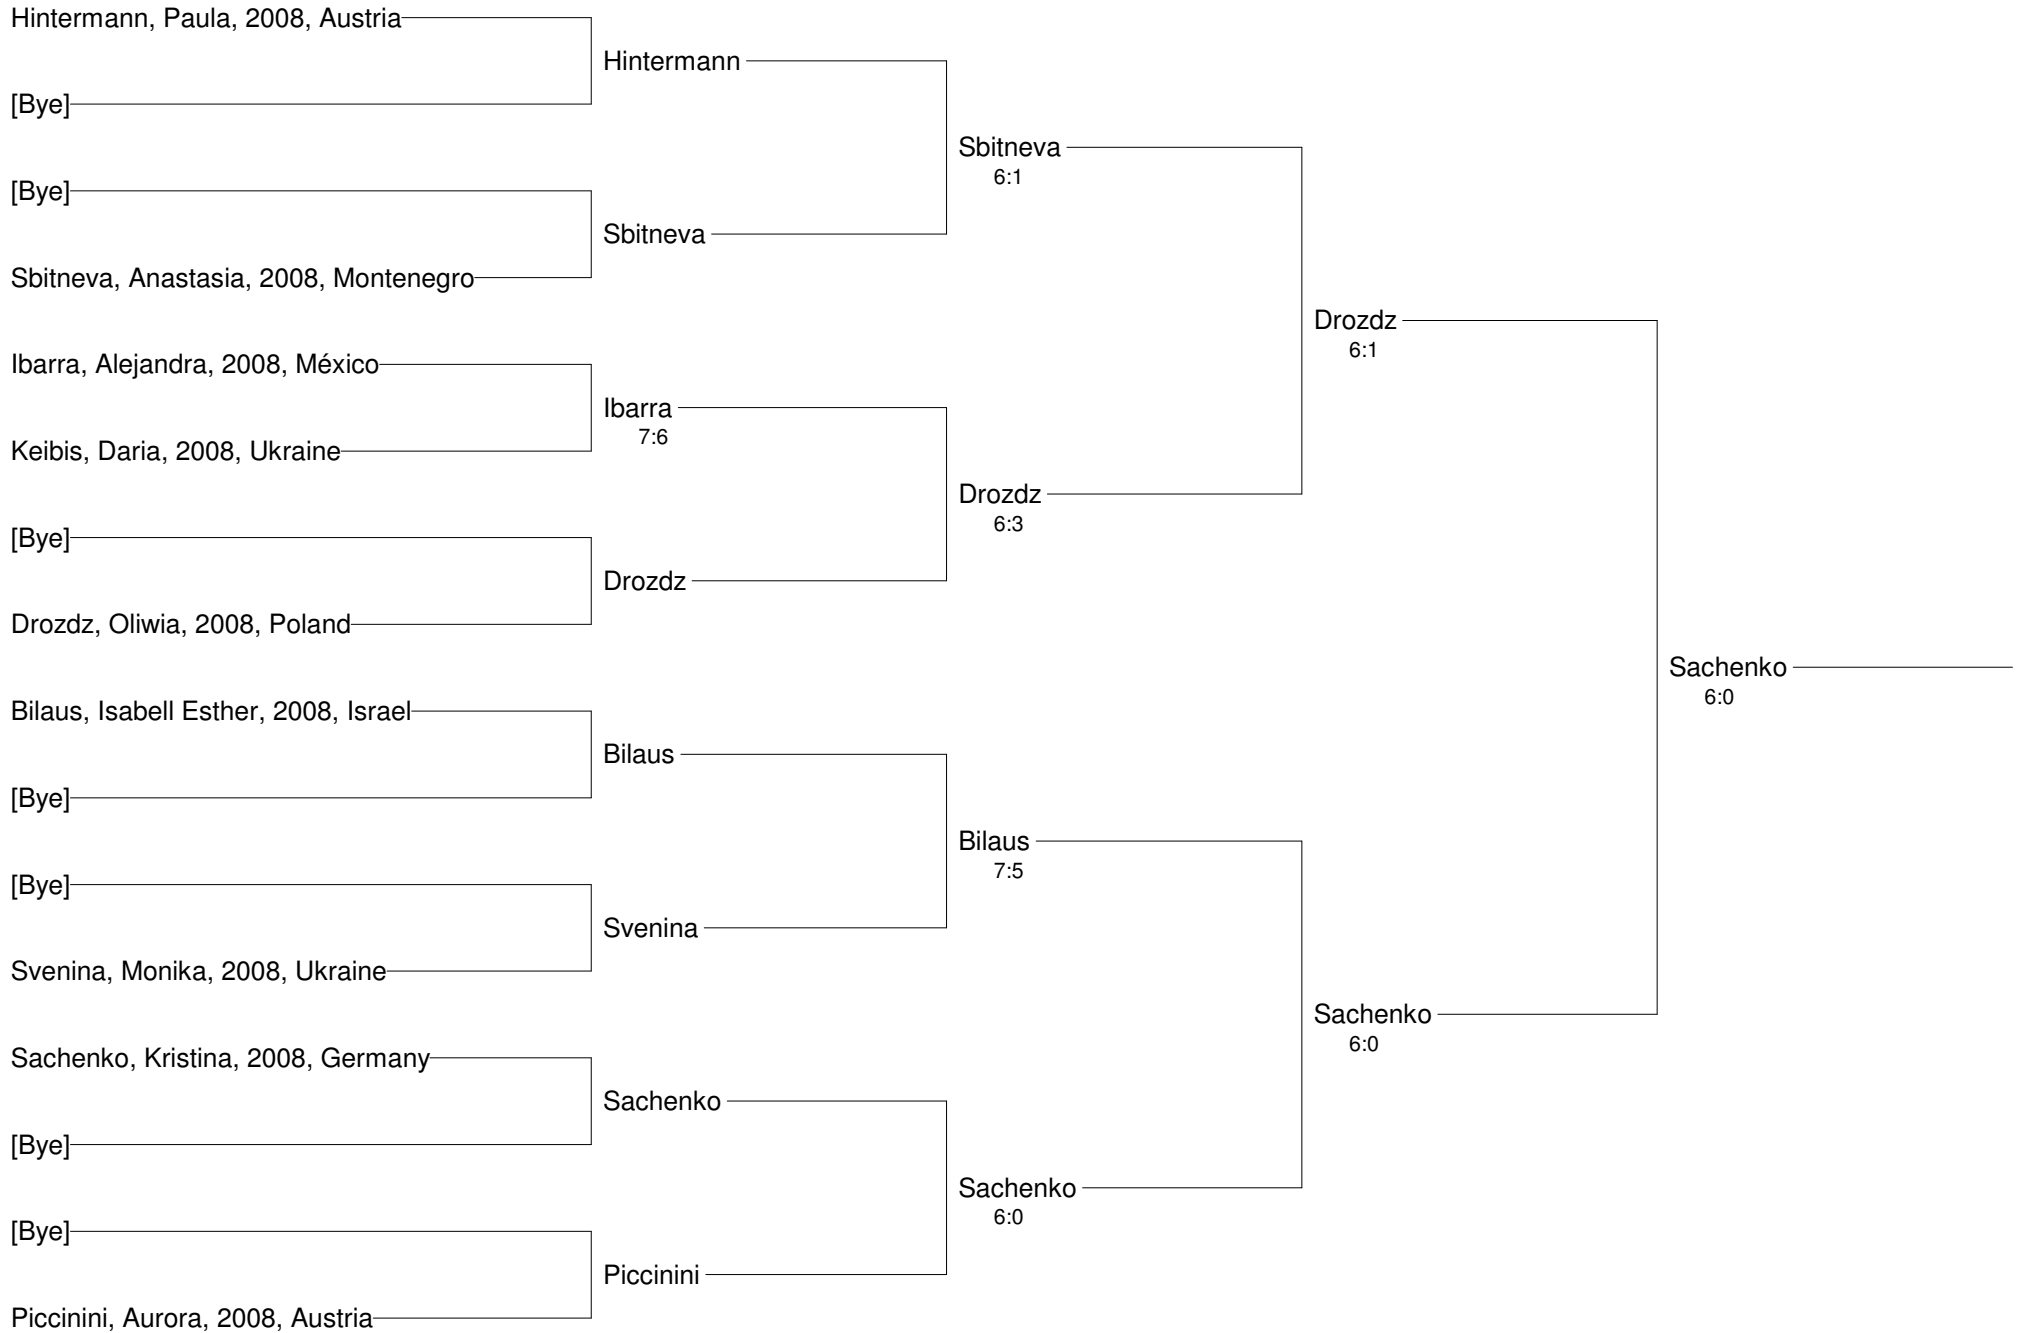 Hintermann, Paula, 2008, Austria
[Bye]
[Bye]
Sbitneva, Anastasia, 2008, Montenegro
Ibarra, Alejandra, 2008, México
Keibis, Daria, 2008, Ukraine
[Bye]
Drozdz, Oliwia, 2008, Poland
Bilaus, Isabell Esther, 2008, Israel
[Bye]
[Bye]
Svenina, Monika, 2008, Ukraine
Sachenko, Kristina, 2008, Germany
[Bye]
[Bye]
Piccinini, Aurora, 2008, Austria
Hintermann
Sbitneva
Ibarra
7:6
Drozdz
Bilaus
Svenina
Sachenko
Piccinini
Sbitneva
6:1
Drozdz
6:3
Bilaus
7:5
Sachenko
6:0
Drozdz
6:1
Sachenko
6:0
Sachenko
6:0